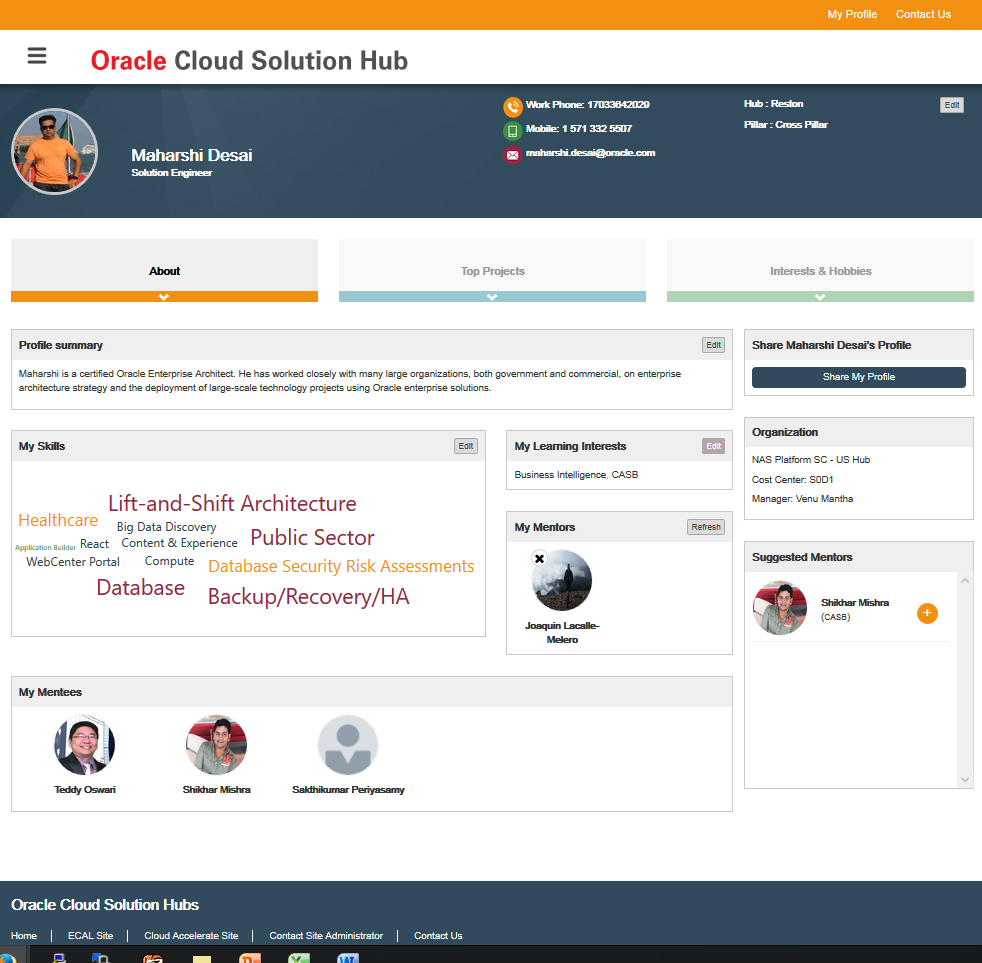 My Profile Contact Us
Oracle Cloud Solution Hub
Maharshi Desai
Solution Engineer
Work Phone: 17033642029
Mobile: 1 571 332 5507
maharshi.desai@oracle.com
Hub : Reston
Pillar : Cross Pillar
Edit
About
Top Projects
Interests & Hobbies
Profile summary
Edit
Maharshi is a certified Oracle Enterprise Architect. He has worked closely with many large organizations, both government and commercial, on enterprise
architecture strategy and the deployment of large-scale technology projects using Oracle enterprise solutions.
Share Maharshi Desai's Profile
Share My Profile
My Skills
Edit
Lift-and-Shift Architecture
Healthcare
Big Data Discovery
Public Sector
Application Builder
React
Content & Experience
WebCenter Portal
Compute
Database Security Risk Assessments
Database
Backup/Recovery/HA
My Learning Interests
Edit
Business Intelligence, CASB
My Mentors
Refresh
Joaquin Lacalle-
Melero
Organization
NAS Platform SC - US Hub
Cost Center: S0D1
Manager: Venu Mantha
Suggested Mentors
Shikhar Mishra
(CASB)
My Mentees
Teddy Oswari
Shikhar Mishra
Sakthikumar Periyasamy
Oracle Cloud Solution Hubs
Home | ECAL Site | Cloud Accelerate Site | Contact Site Administrator | Contact Us